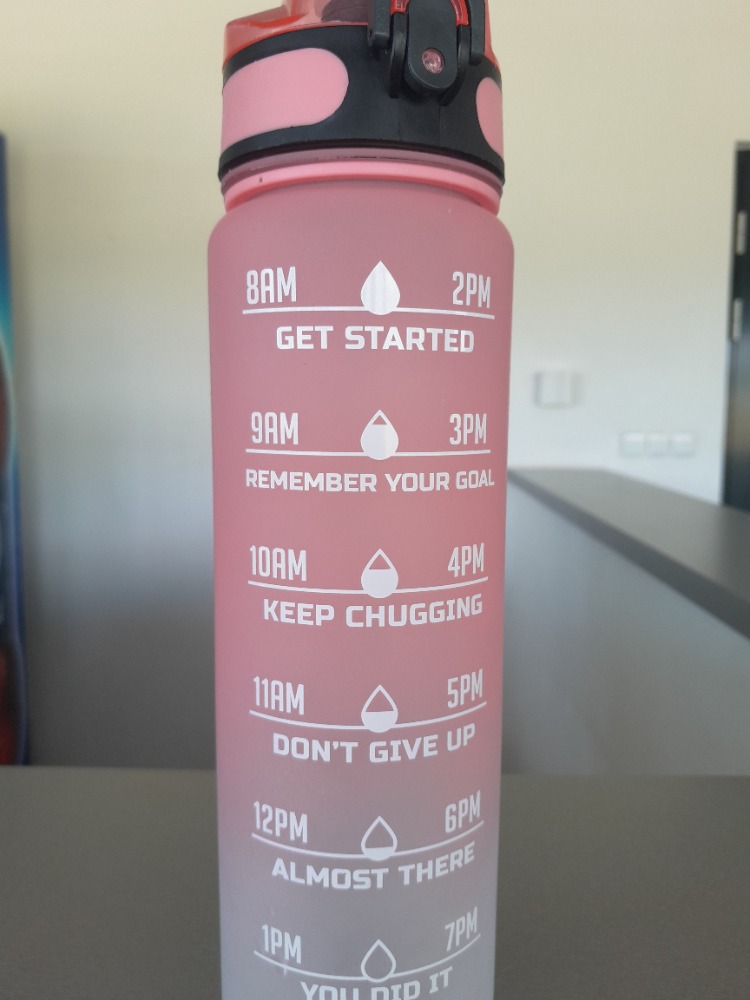 8AM 2PM
GET STARTED
9AM 3PM
REMEMBER YOUR GOAL
10AM 4PM
KEEP CHUGGING
11AM 5PM
DON'T GIVE UP
12PM 6PM
ALMOST THERE
1PM 7PM
YOU DID IT